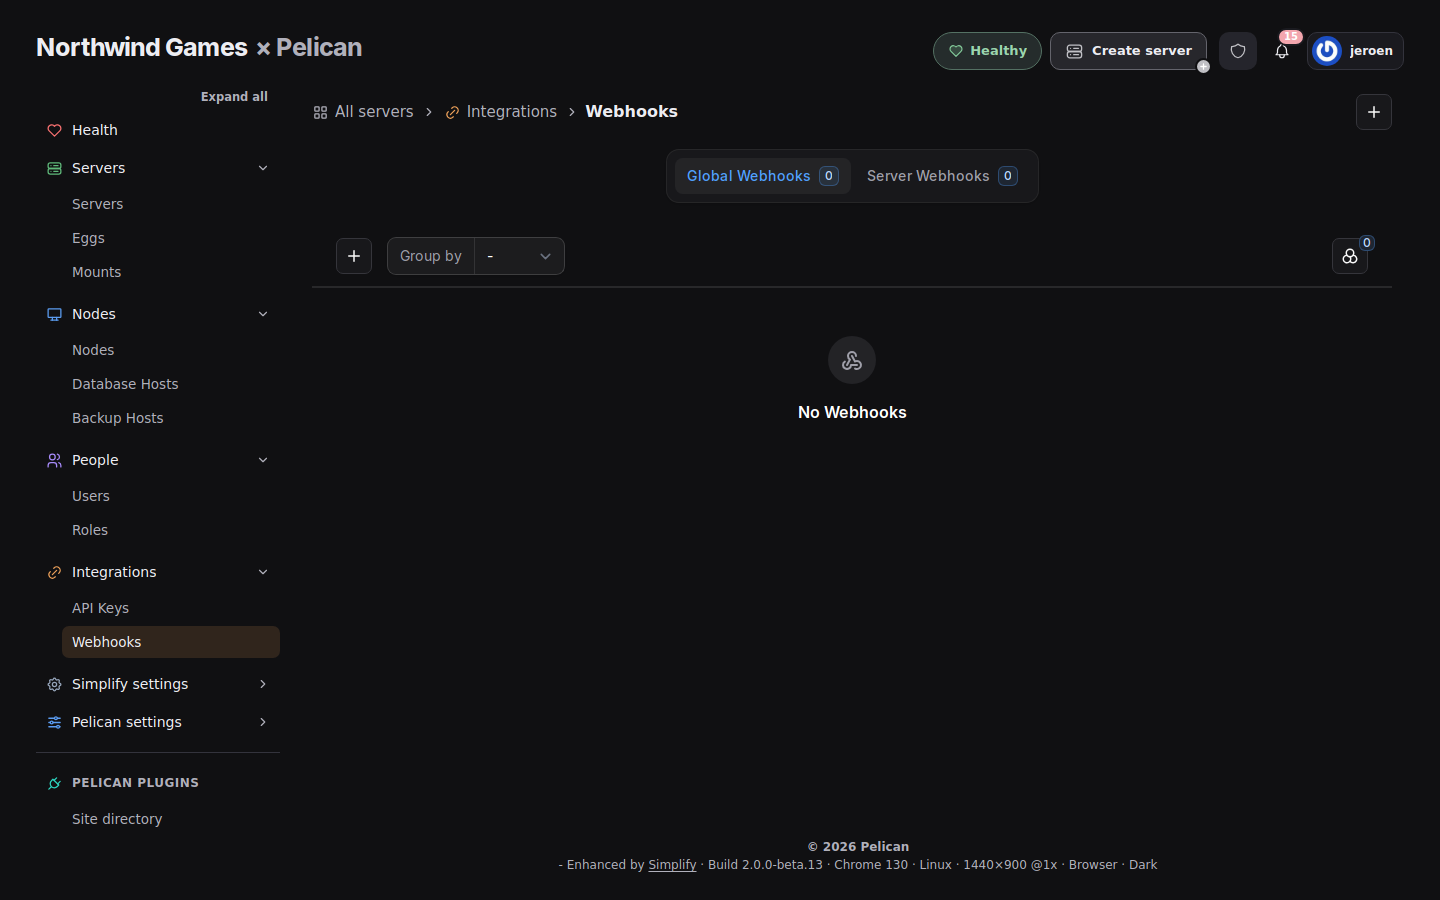 Northwind Games × Pelican
Healthy
Create server
15
jeroen
Expand all
Health
Servers
Servers
Eggs
Mounts
Nodes
Nodes
Database Hosts
Backup Hosts
People
Users
Roles
Integrations
API Keys
Webhooks
Simplify settings
Pelican settings
PELICAN PLUGINS
Site directory
All servers > Integrations > Webhooks
Global Webhooks 0
Server Webhooks 0
Group by -
0
No Webhooks
© 2026 Pelican
- Enhanced by Simplify · Build 2.0.0-beta.13 · Chrome 130 · Linux · 1440×900 @1x · Browser · Dark